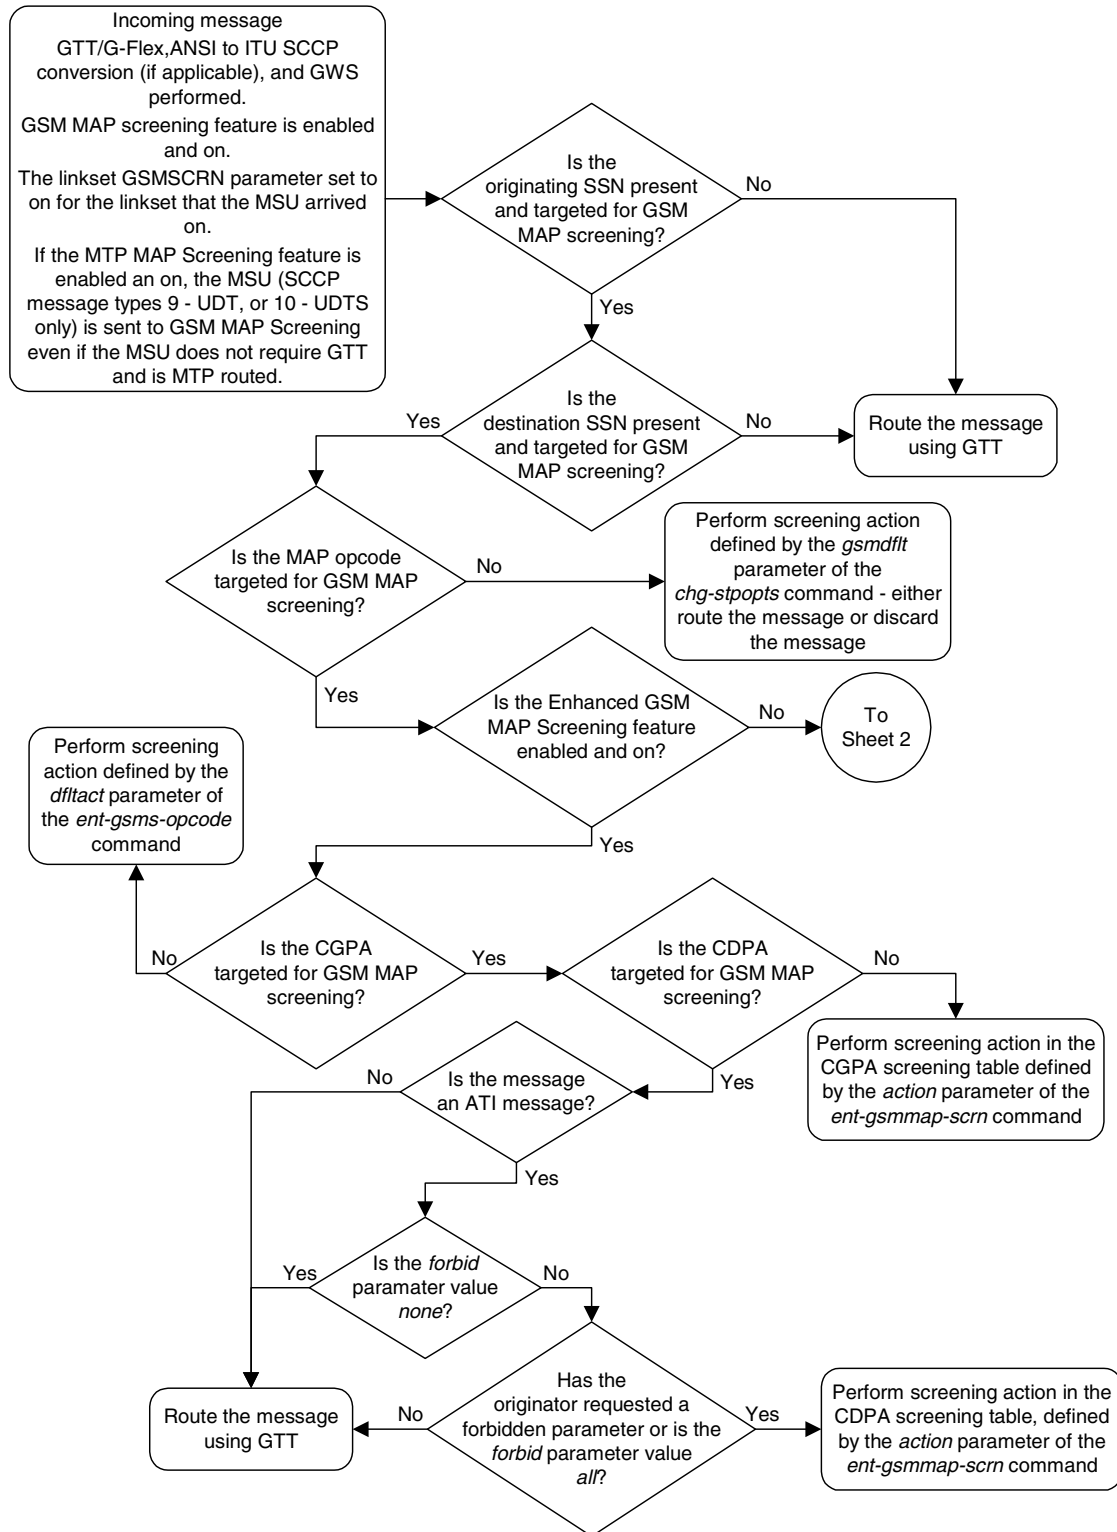 Incoming message
GTT/G-Flex,ANSI to ITU SCCP
conversion (if applicable), and GWS
performed.
GSM MAP screening feature is enabled
and on.
The linkset GSMSCRN parameter set to
on for the linkset that the MSU arrived
on.
If the MTP MAP Screening feature is
enabled an on, the MSU (SCCP
message types 9 - UDT, or 10 - UDTS
only) is sent to GSM MAP Screening
even if the MSU does not require GTT
and is MTP routed.
Is the
originating SSN present
and targeted for GSM
MAP screening?
No
Yes
Is the
destination SSN present
and targeted for GSM
MAP screening?
Yes
No
Route the message
using GTT
Is the MAP opcode
targeted for GSM MAP
screening?
No
Perform screening action
defined by the gsmdflt
parameter of the
chg-stpopts command - either
route the message or discard
the message
Yes
Is the Enhanced GSM
MAP Screening feature
enabled and on?
No
To
Sheet 2
Yes
Perform screening
action defined by the
dfltact parameter of
the ent-gsms-opcode
command
No
Is the CGPA
targeted for GSM MAP
screening?
Yes
Is the CDPA
targeted for GSM MAP
screening?
No
Perform screening action in the
CGPA screening table defined
by the action parameter of the
ent-gsmmap-scrn command
Yes
Is the message
an ATI message?
No
Yes
Is the forbid
paramater value
none?
Yes
No
Has the
originator requested a
forbidden parameter or is the
forbid parameter value
all?
No
Route the message
using GTT
Yes
Perform screening action in the
CDPA screening table, defined
by the action parameter of the
ent-gsmmap-scrn command